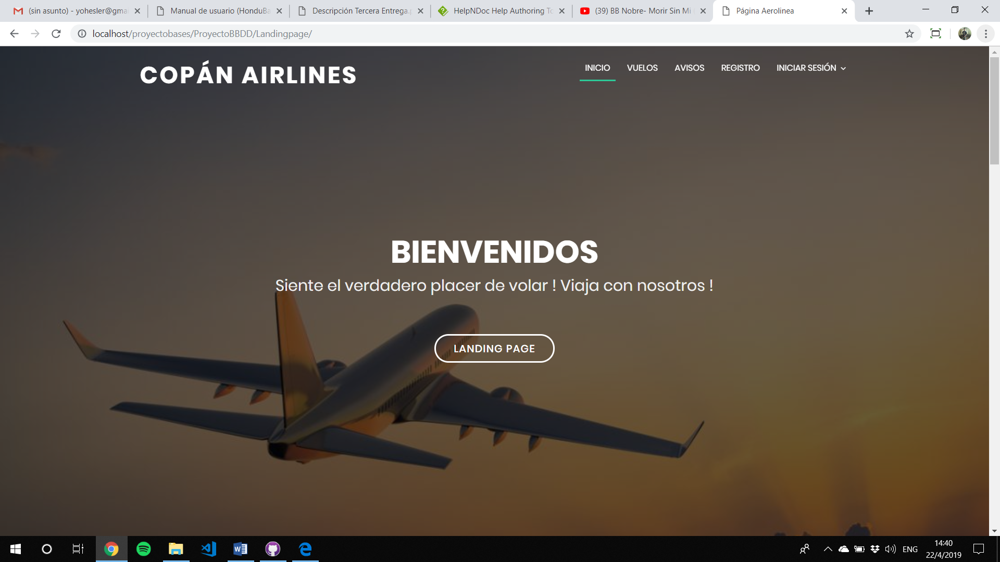 (sin asunto) - yohesler@gma
Manual de usuario (HonduBa
Descripción Tercera Entrega.p
HelpNDoc Help Authoring To
(39) BB Nobre- Morir Sin Mi (
Página Aerolinea
localhost/proyectobases/ProyectoBBDD/Landingpage/
COPÁN AIRLINES
INICIO
VUELOS
AVISOS
REGISTRO
INICIAR SESIÓN
BIENVENIDOS
Siente el verdadero placer de volar ! Viaja con nosotros !
LANDING PAGE
ENG
14:40
22/4/2019